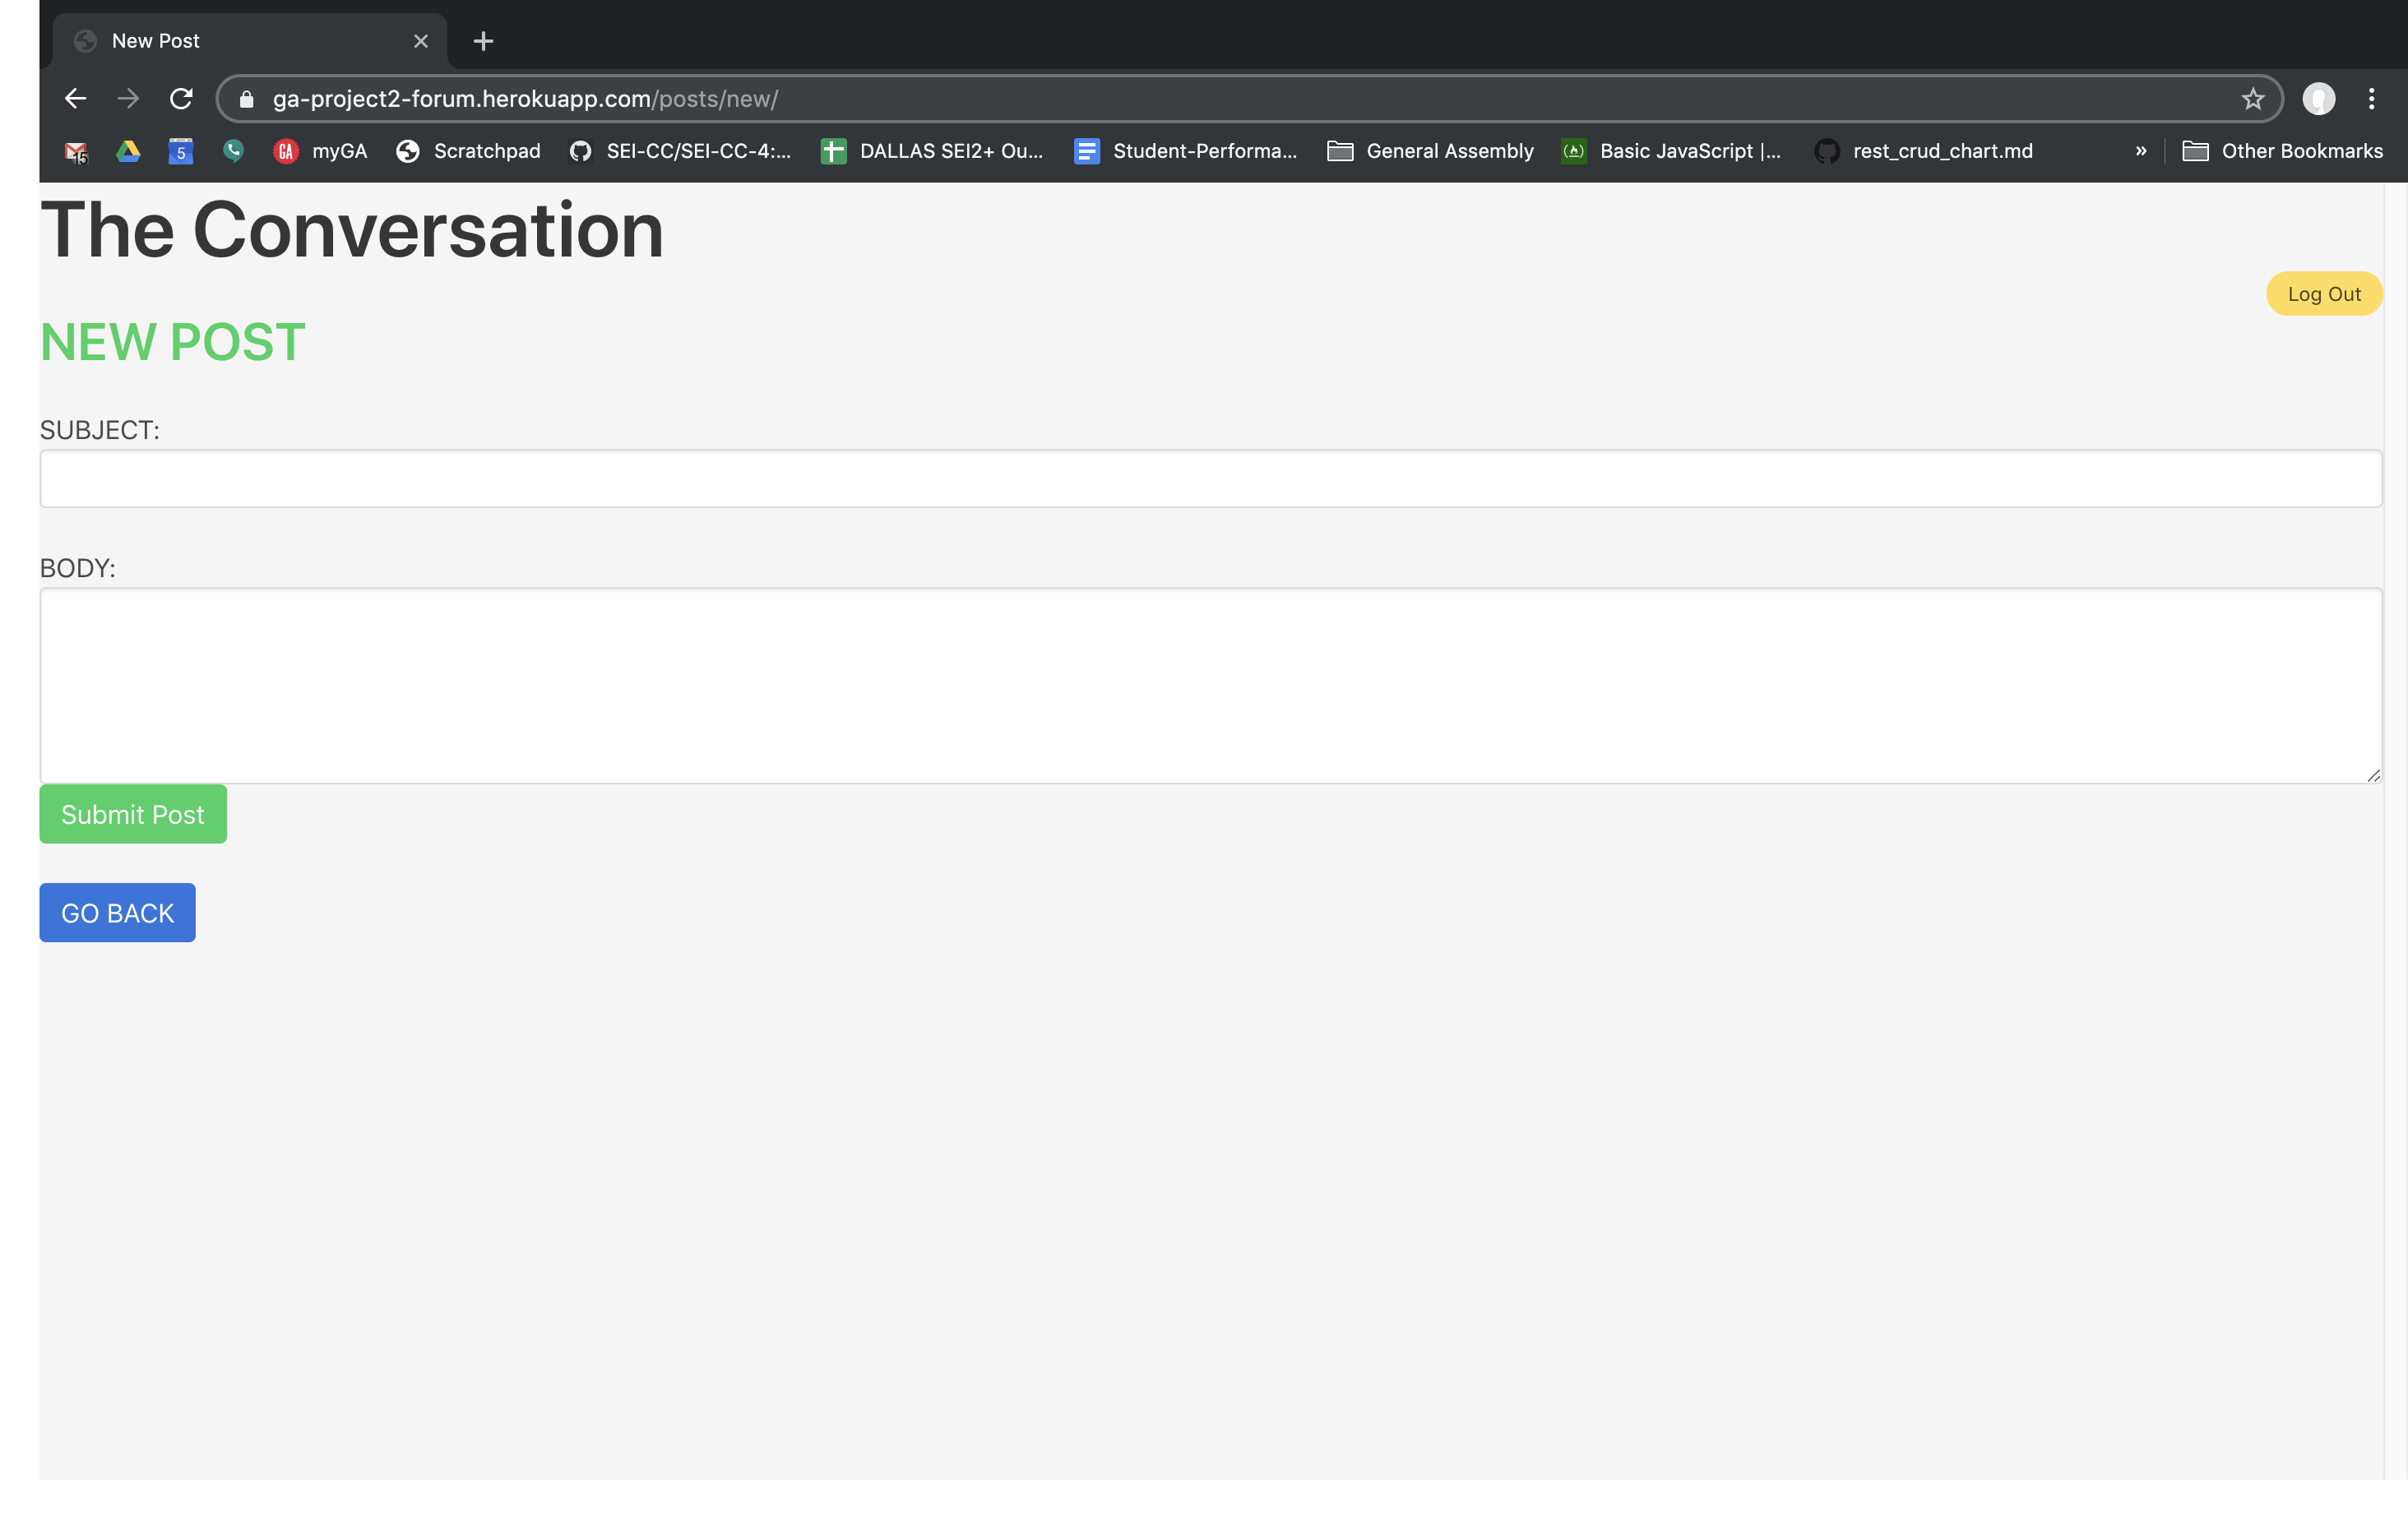 New Post
ga-project2-forum.herokuapp.com/posts/new/
15 5 GA myGA Scratchpad SEI-CC/SEI-CC-4:... DALLAS SEI2+ Ou... Student-Performa... General Assembly Basic JavaScript |... rest_crud_chart.md » Other Bookmarks
The Conversation
Log Out
NEW POST
SUBJECT:
BODY:
Submit Post
GO BACK